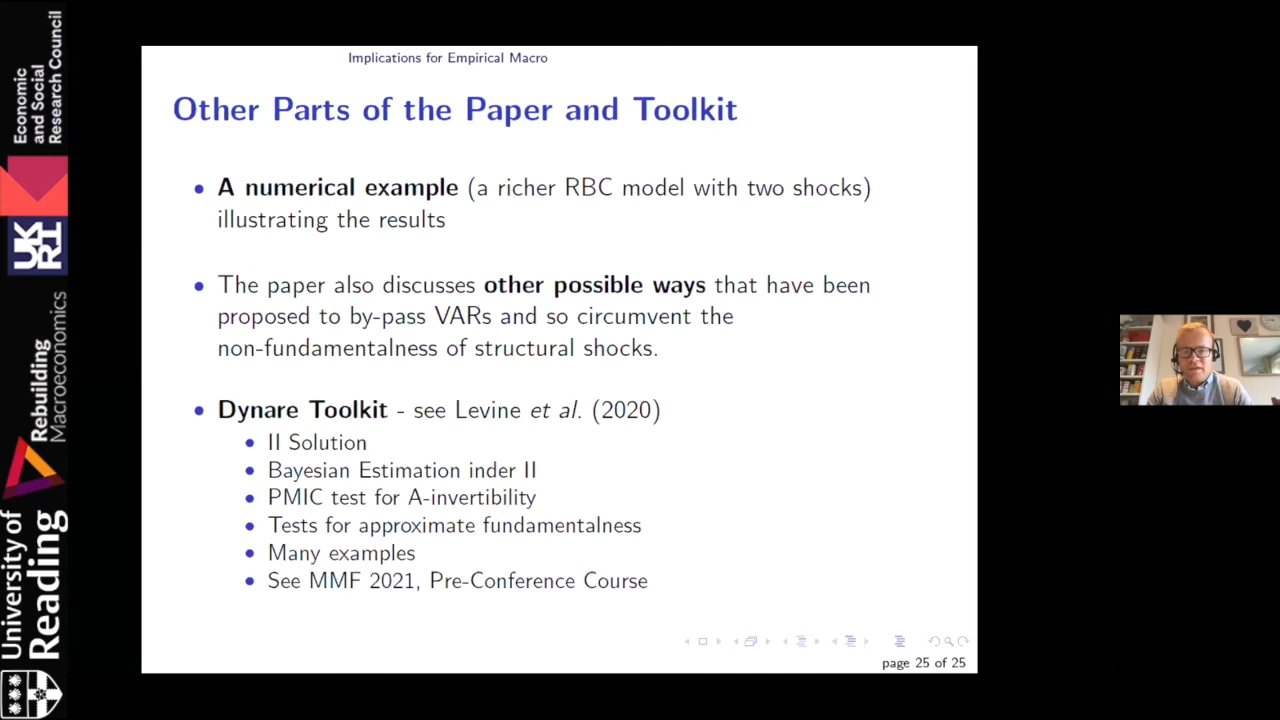 Economic
and Social
Research Council
UKRI
Rebuilding
Macroeconomics
University of
Reading
Implications for Empirical Macro
Other Parts of the Paper and Toolkit
• A numerical example (a richer RBC model with two shocks)
illustrating the results
• The paper also discusses other possible ways that have been
proposed to by-pass VARs and so circumvent the
non-fundamentalness of structural shocks.
• Dynare Toolkit - see Levine et al. (2020)
• II Solution
• Bayesian Estimation inder II
• PMIC test for A-invertibility
• Tests for approximate fundamentalness
• Many examples
• See MMF 2021, Pre-Conference Course
page 25 of 25